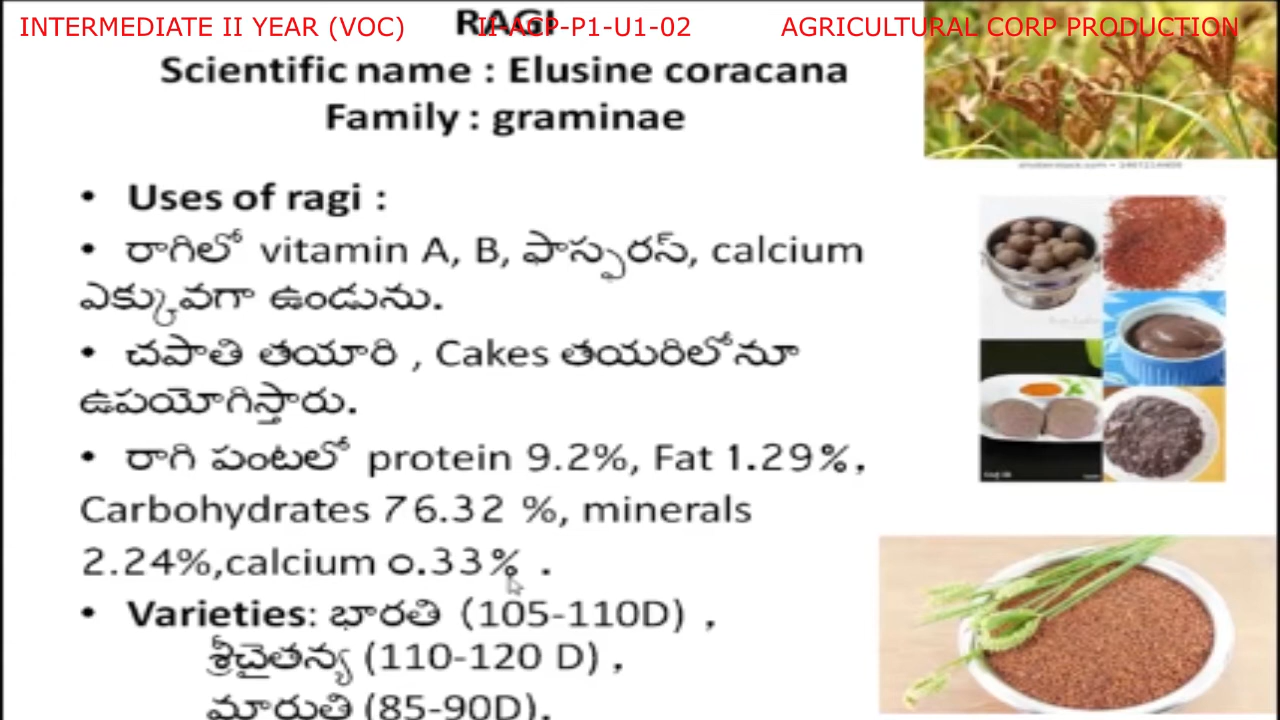 INTERMEDIATE II YEAR (VOC) II-ACP-P1-U1-02 AGRICULTURAL CORP PRODUCTION
RAGI
Scientific name : Elusine coracana
Family : graminae
• Uses of ragi :
• రాగిలో vitamin A, B, ఫాస్ఫరస్, calcium
ఎక్కువగా ఉండును.
• చపాతి తయారి , Cakes తయరిలోనూ
ఉపయోగిస్తారు.
• రాగి పంటలో protein 9.2%, Fat 1.29%,
Carbohydrates 76.32 %, minerals
2.24%,calcium 0.33% .
• Varieties: భారతి (105-110D) ,
శ్రీచైతన్య (110-120 D) ,
మారుతి (85-90D).